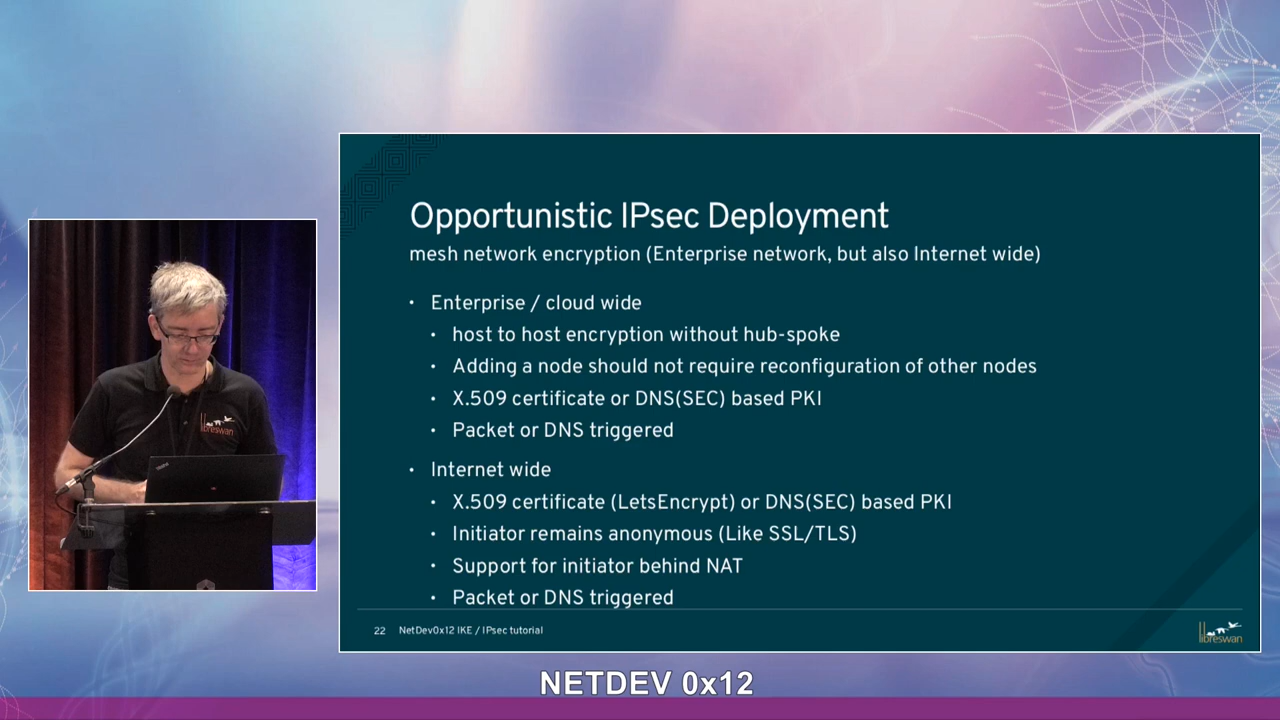 Opportunistic IPsec Deployment
mesh network encryption (Enterprise network, but also Internet wide)
• Enterprise / cloud wide
• host to host encryption without hub-spoke
• Adding a node should not require reconfiguration of other nodes
• X.509 certificate or DNS(SEC) based PKI
• Packet or DNS triggered
• Internet wide
• X.509 certificate (LetsEncrypt) or DNS(SEC) based PKI
• Initiator remains anonymous (Like SSL/TLS)
• Support for initiator behind NAT
• Packet or DNS triggered
22 NetDev0x12 IKE / IPsec tutorial
libreswan
libreswan
NETDEV 0x12